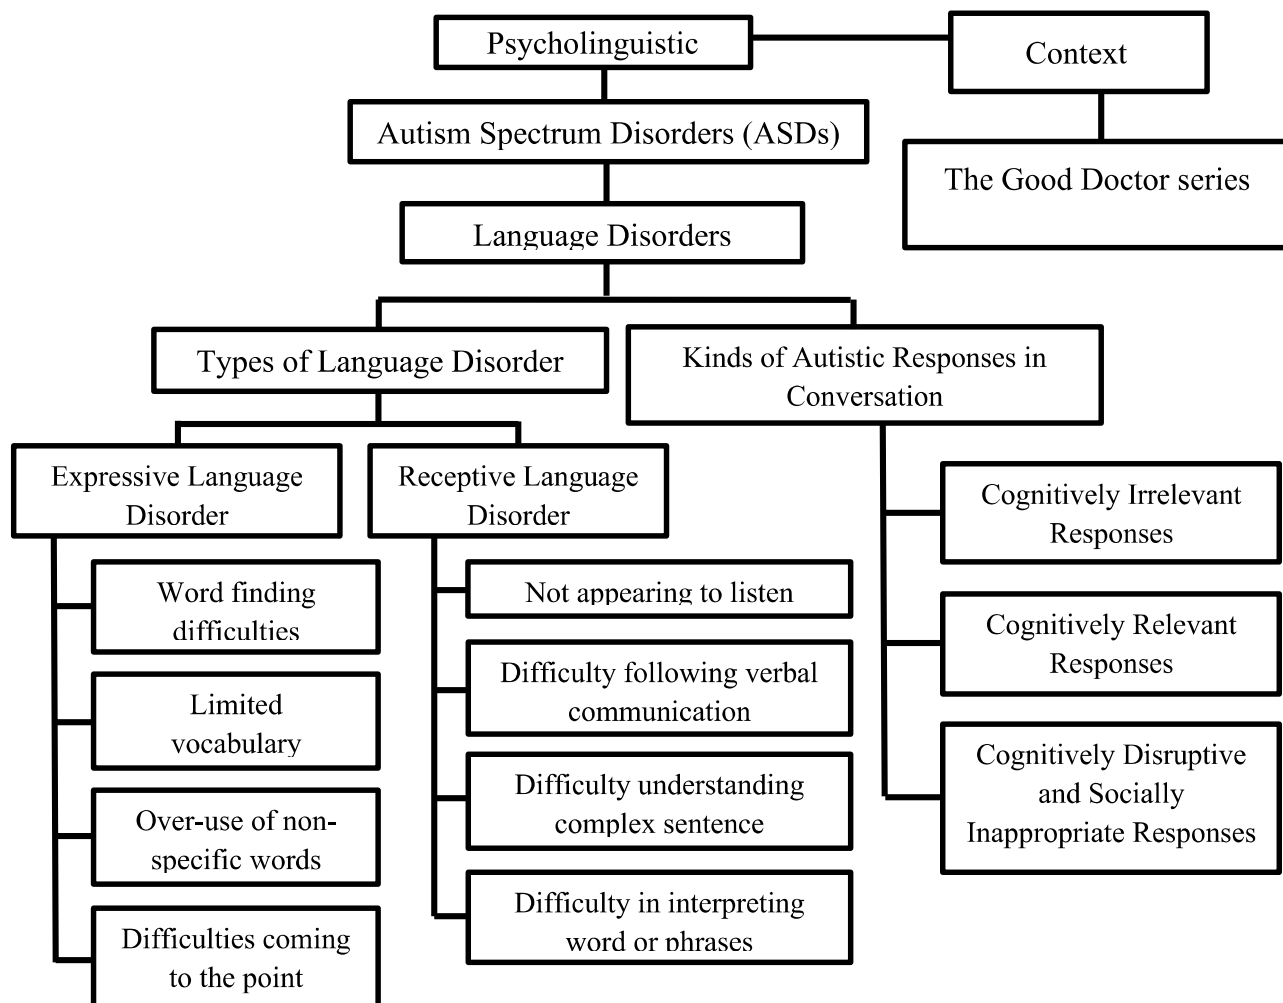 Psycholinguistic
Context
Autism Spectrum Disorders (ASDs)
The Good Doctor series
Language Disorders
Types of Language Disorder
Kinds of Autistic Responses in
Conversation
Expressive Language
Disorder
Receptive Language
Disorder
Word finding
difficulties
Limited
vocabulary
Over-use of non-
specific words
Difficulties coming
to the point
Not appearing to listen
Difficulty following verbal
communication
Difficulty understanding
complex sentence
Difficulty in interpreting
word or phrases
Cognitively Irrelevant
Responses
Cognitively Relevant
Responses
Cognitively Disruptive
and Socially
Inappropriate Responses